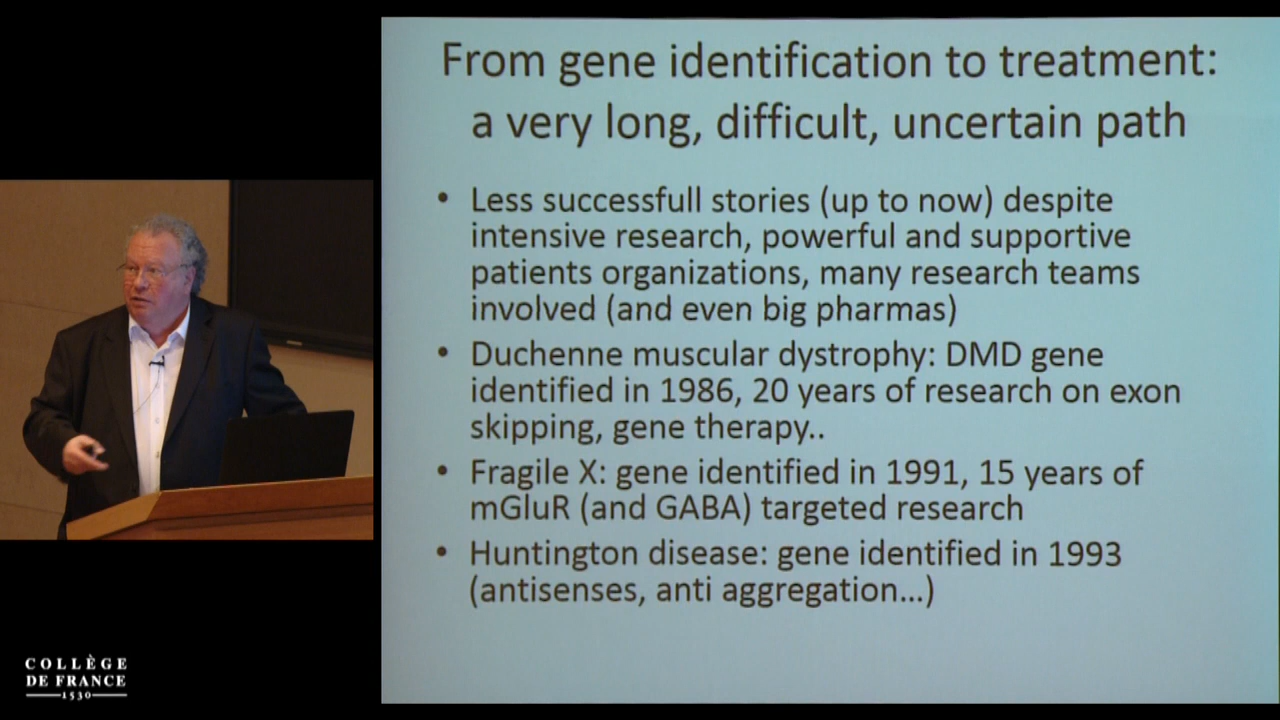 From gene identification to treatment:
a very long, difficult, uncertain path
• Less successfull stories (up to now) despite
intensive research, powerful and supportive
patients organizations, many research teams
involved (and even big pharmas)
• Duchenne muscular dystrophy: DMD gene
identified in 1986, 20 years of research on exon
skipping, gene therapy..
• Fragile X: gene identified in 1991, 15 years of
mGluR (and GABA) targeted research
• Huntington disease: gene identified in 1993
(antisenses, anti aggregation...)
COLLÈGE
DE FRANCE
1530